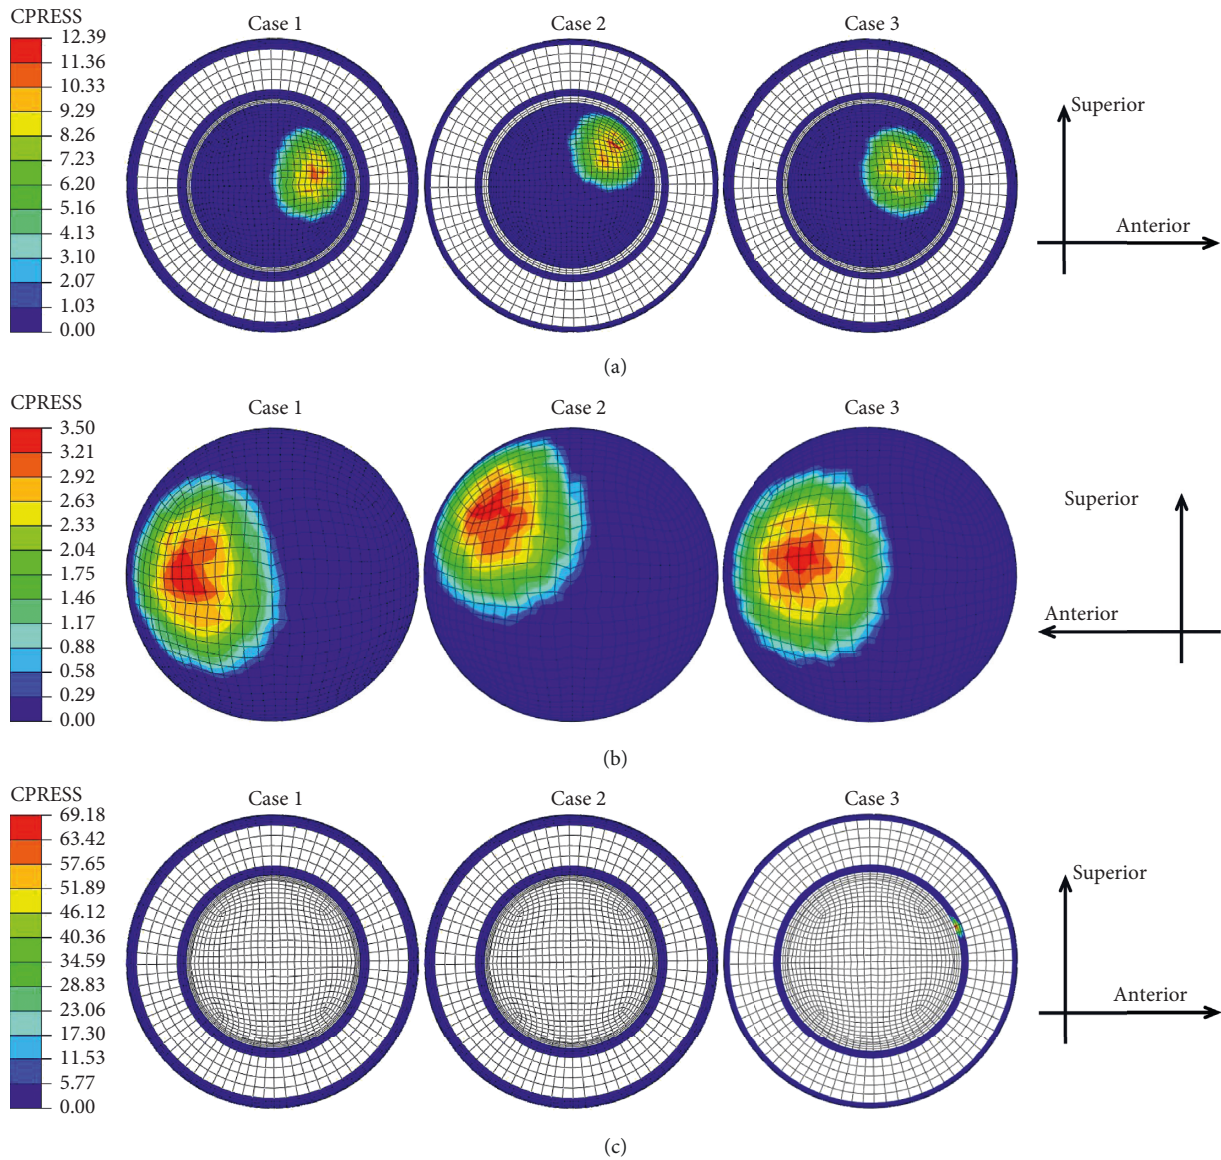 CPRESS
12.39
11.36
10.33
9.29
8.26
7.23
6.20
5.16
4.13
3.10
2.07
1.03
0.00
Case 1
Case 2
Case 3
Superior
Anterior
(a)
CPRESS
3.50
3.21
2.92
2.63
2.33
2.04
1.75
1.46
1.17
0.88
0.58
0.29
0.00
Case 1
Case 2
Case 3
Superior
Anterior
(b)
CPRESS
69.18
63.42
57.65
51.89
46.12
40.36
34.59
28.83
23.06
17.30
11.53
5.77
0.00
Case 1
Case 2
Case 3
Superior
Anterior
(c)